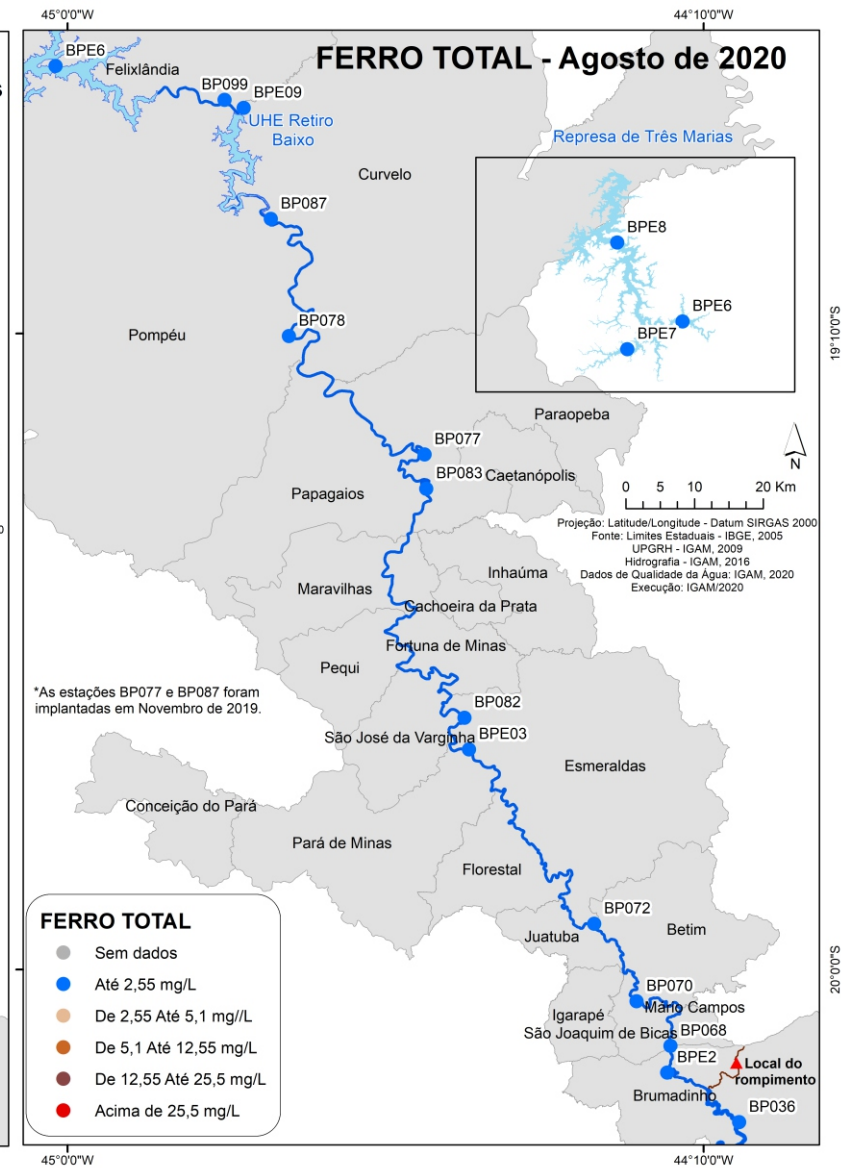 45°0'0"W
44°10'0"W
FERRO TOTAL - Agosto de 2020
BPE6
Felixlândia
BP099
BPE09
UHE Retiro
Baixo
Represa de Três Marias
Curvelo
BP087
BPE8
BPE6
BPE7
BP078
Pompéu
19°10'0"S
Paraopeba
BP077
BP083
Caetanópolis
Papagaios
N
0 5 10 20 Km
Projeção: Latitude/Longitude - Datum SIRGAS 2000
Fonte: Limites Estaduais - IBGE, 2005
UPGRH - IGAM, 2009
Hidrografia - IGAM, 2016
Dados de Qualidade da Água: IGAM, 2020
Execução: IGAM/2020
Inhaúma
Maravilhas
Cachoeira da Prata
Fortuna de Minas
Pequi
*As estações BP077 e BP087 foram
implantadas em Novembro de 2019.
BP082
São José da Varginha
BPE03
Esmeraldas
Conceição do Pará
Pará de Minas
Florestal
BP072
Juatuba
Betim
20°0'0"S
BP070
Mário Campos
Igarapé
São Joaquim de Bicas
BP068
BPE2
Local do
rompimento
Brumadinho
BP036
FERRO TOTAL
Sem dados
Até 2,55 mg/L
De 2,55 Até 5,1 mg//L
De 5,1 Até 12,55 mg/L
De 12,55 Até 25,5 mg/L
Acima de 25,5 mg/L
45°0'0"W
44°10'0"W